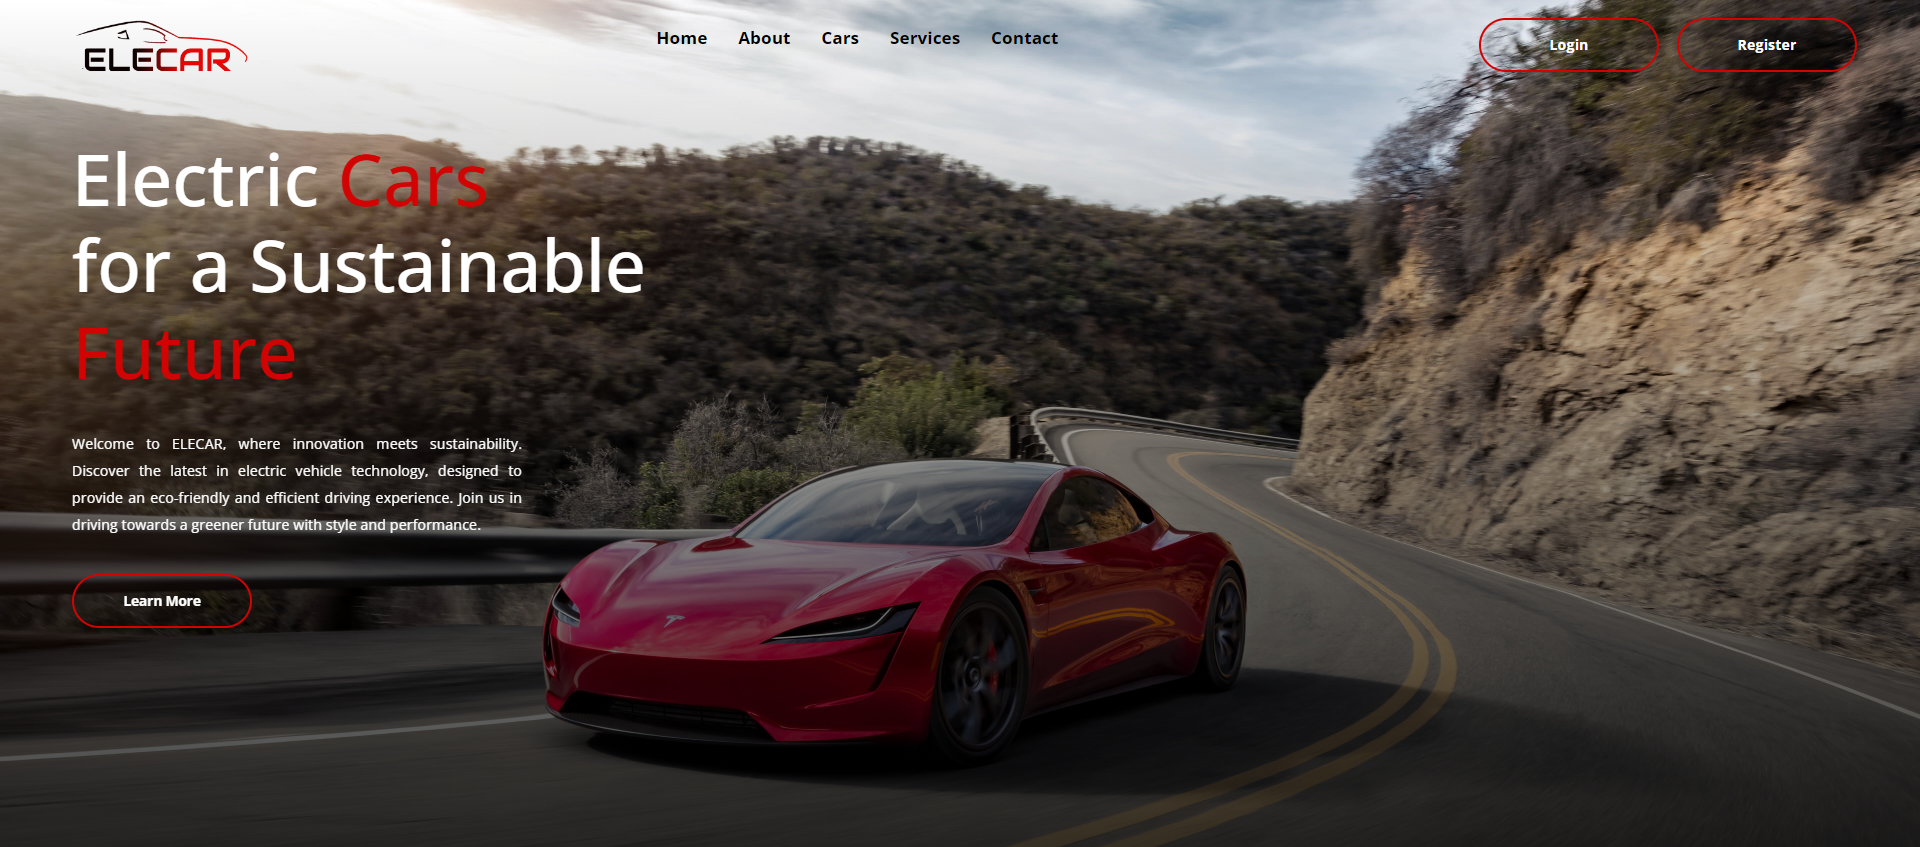 ELECAR
Home About Cars Services Contact
Login Register
Electric Cars
for a Sustainable
Future
Welcome to ELECAR, where innovation meets sustainability.
Discover the latest in electric vehicle technology, designed to
provide an eco-friendly and efficient driving experience. Join us in
driving towards a greener future with style and performance.
Learn More